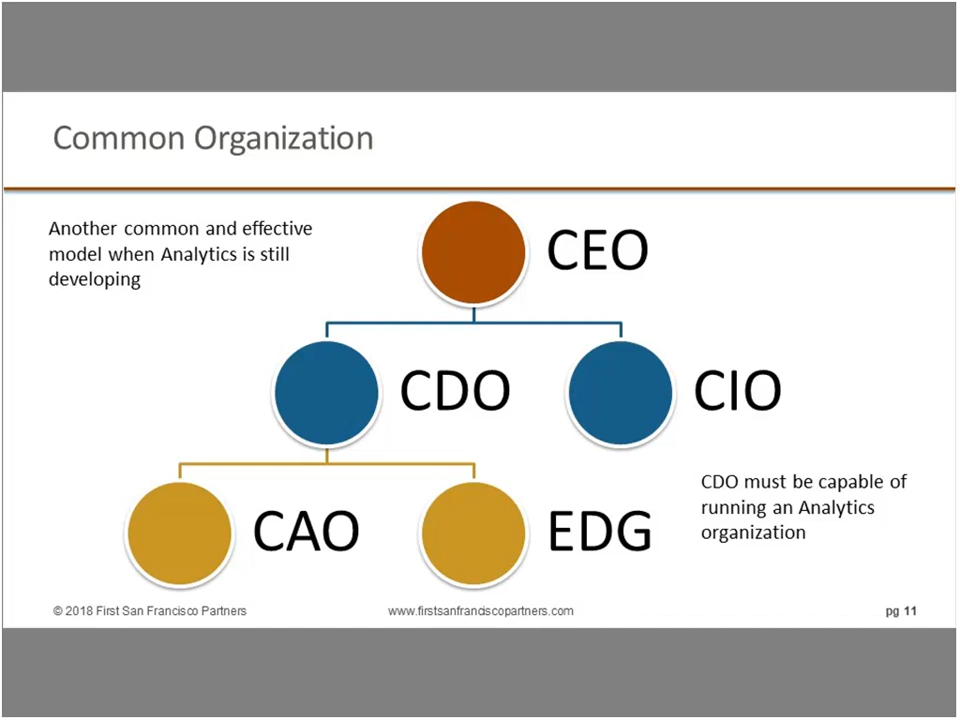 Common Organization
Another common and effective
model when Analytics is still
developing
CEO
CDO
CIO
CAO
EDG
CDO must be capable of
running an Analytics
organization
© 2018 First San Francisco Partners
www.firstsanfranciscopartners.com
pg 11